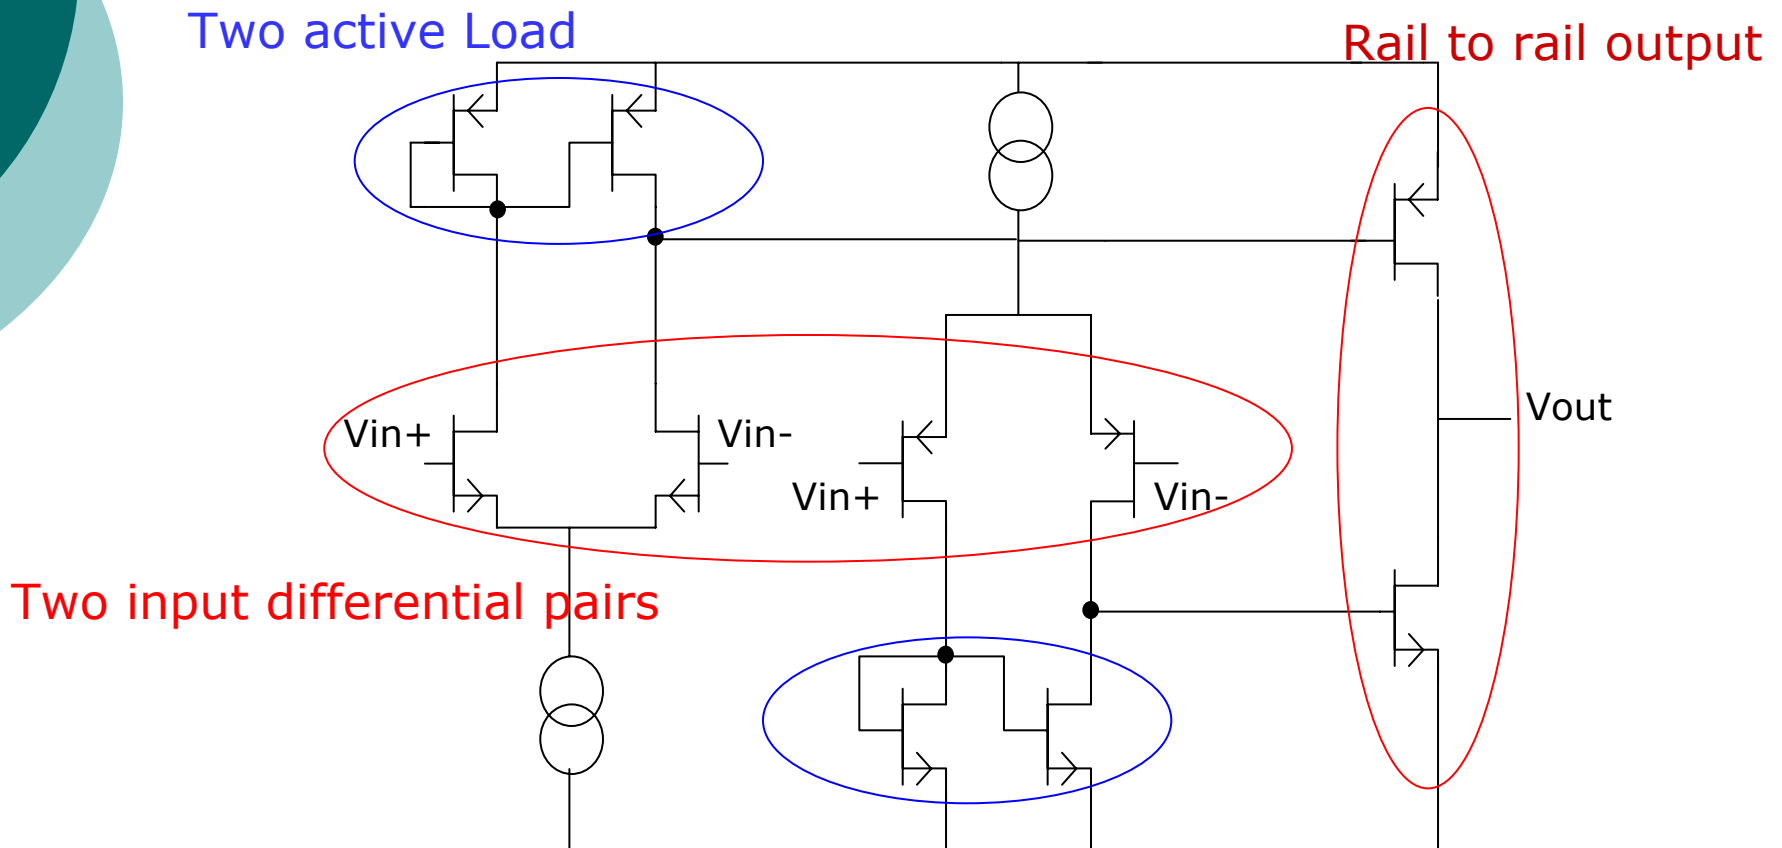 Two active Load
Rail to rail output
Vout
Vin+
Vin-
Vin+
Vin-
Two input differential pairs